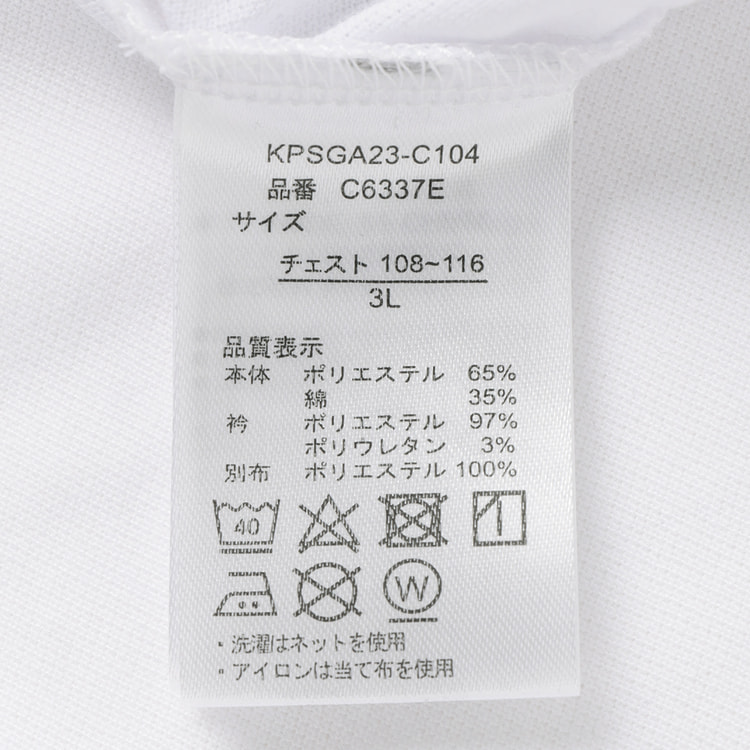 KPSGA23-C104
品番 C6337E
サイズ
チェスト 108~116
3L
品質表示
本体 ポリエステル 65%
綿 35%
衿 ポリエステル 97%
ポリウレタン 3%
別布 ポリエステル 100%
40
W
・洗濯はネットを使用
・アイロンは当て布を使用